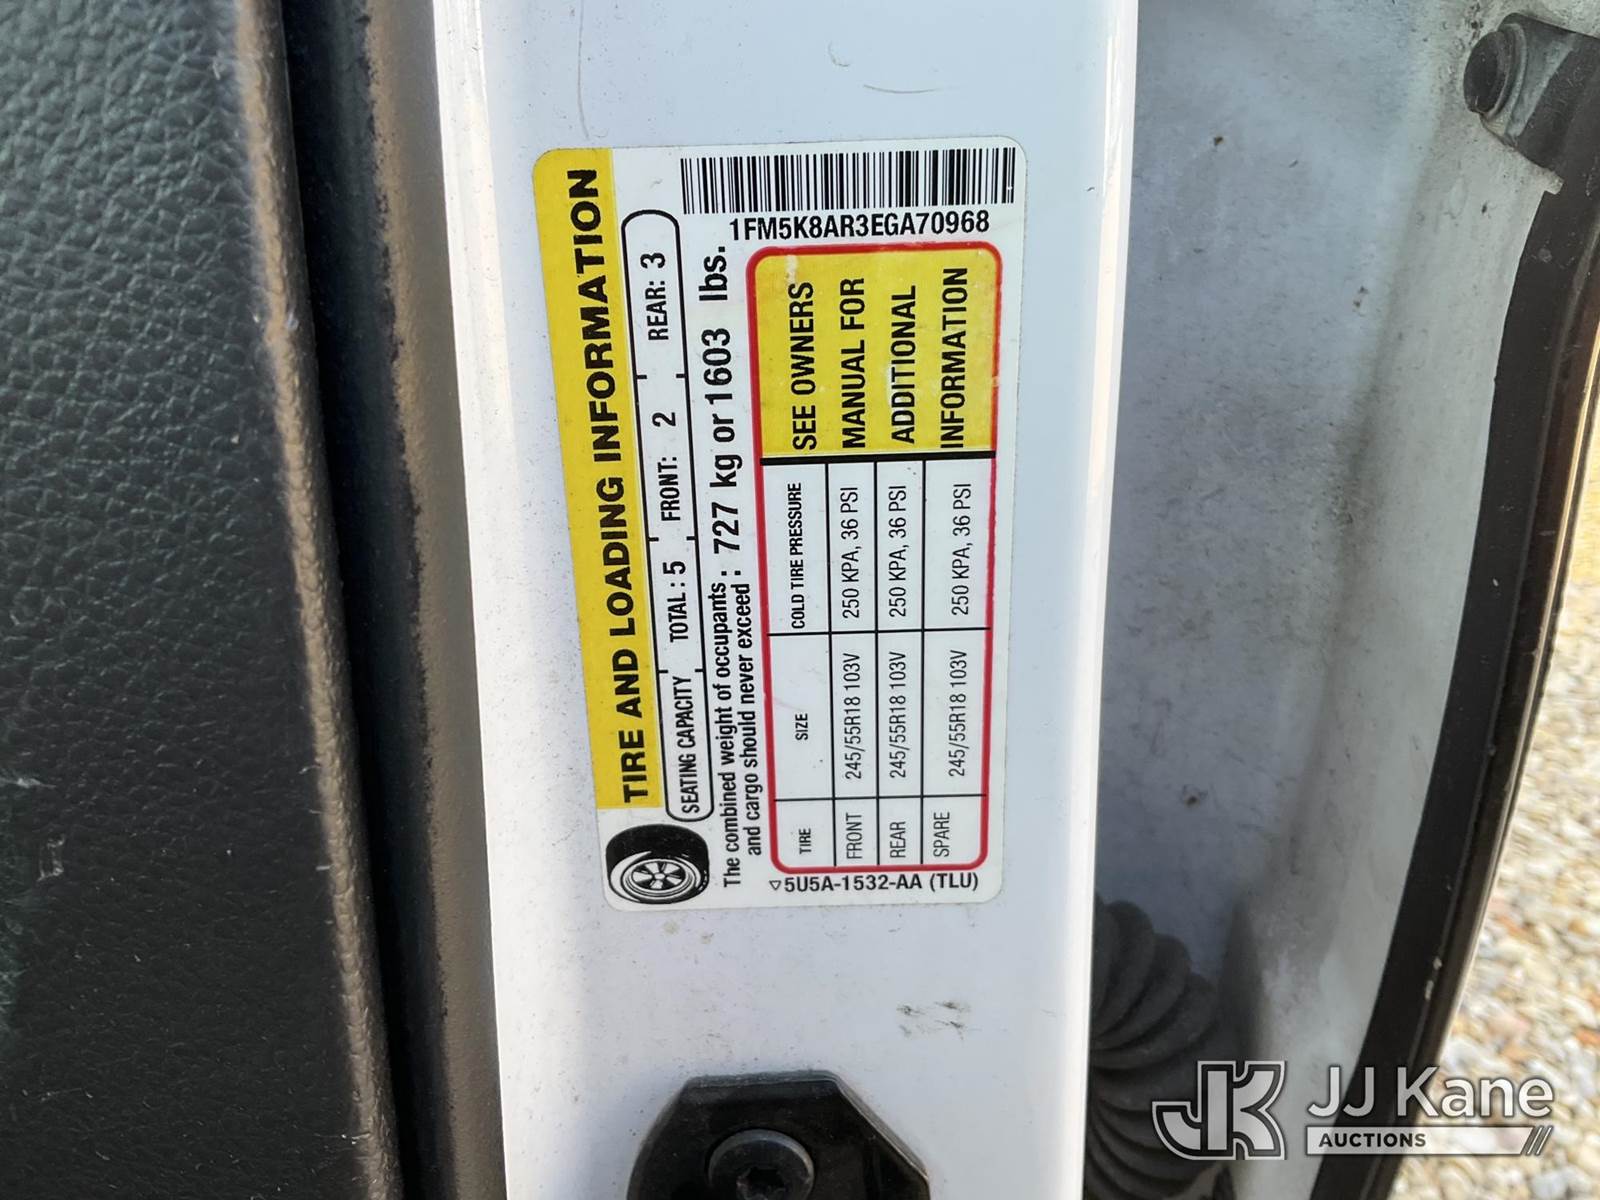 TIRE AND LOADING INFORMATION
SEATING CAPACITY TOTAL : 5 FRONT: 2 REAR: 3
The combined weight of occupants
and cargo should never exceed : 727 kg or 1603 lbs.
TIRE SIZE COLD TIRE PRESSURE
FRONT 245/55R18 103V 250 KPA, 36 PSI
REAR 245/55R18 103V 250 KPA, 36 PSI
SPARE 245/55R18 103V 250 KPA, 36 PSI
SEE OWNERS
MANUAL FOR
ADDITIONAL
INFORMATION
1FM5K8AR3EGA70968
5U5A-1532-AA (TLU)
JK JJ Kane
AUCTIONS